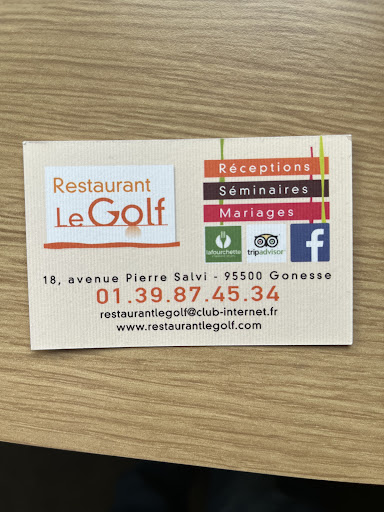 Restaurant
Le Golf
Réceptions
Séminaires
Mariages
lafourchette
tripadvisor
f
18, avenue Pierre Salvi - 95500 Gonesse
01.39.87.45.34
restaurantlegolf@club-internet.fr
www.restaurantlegolf.com